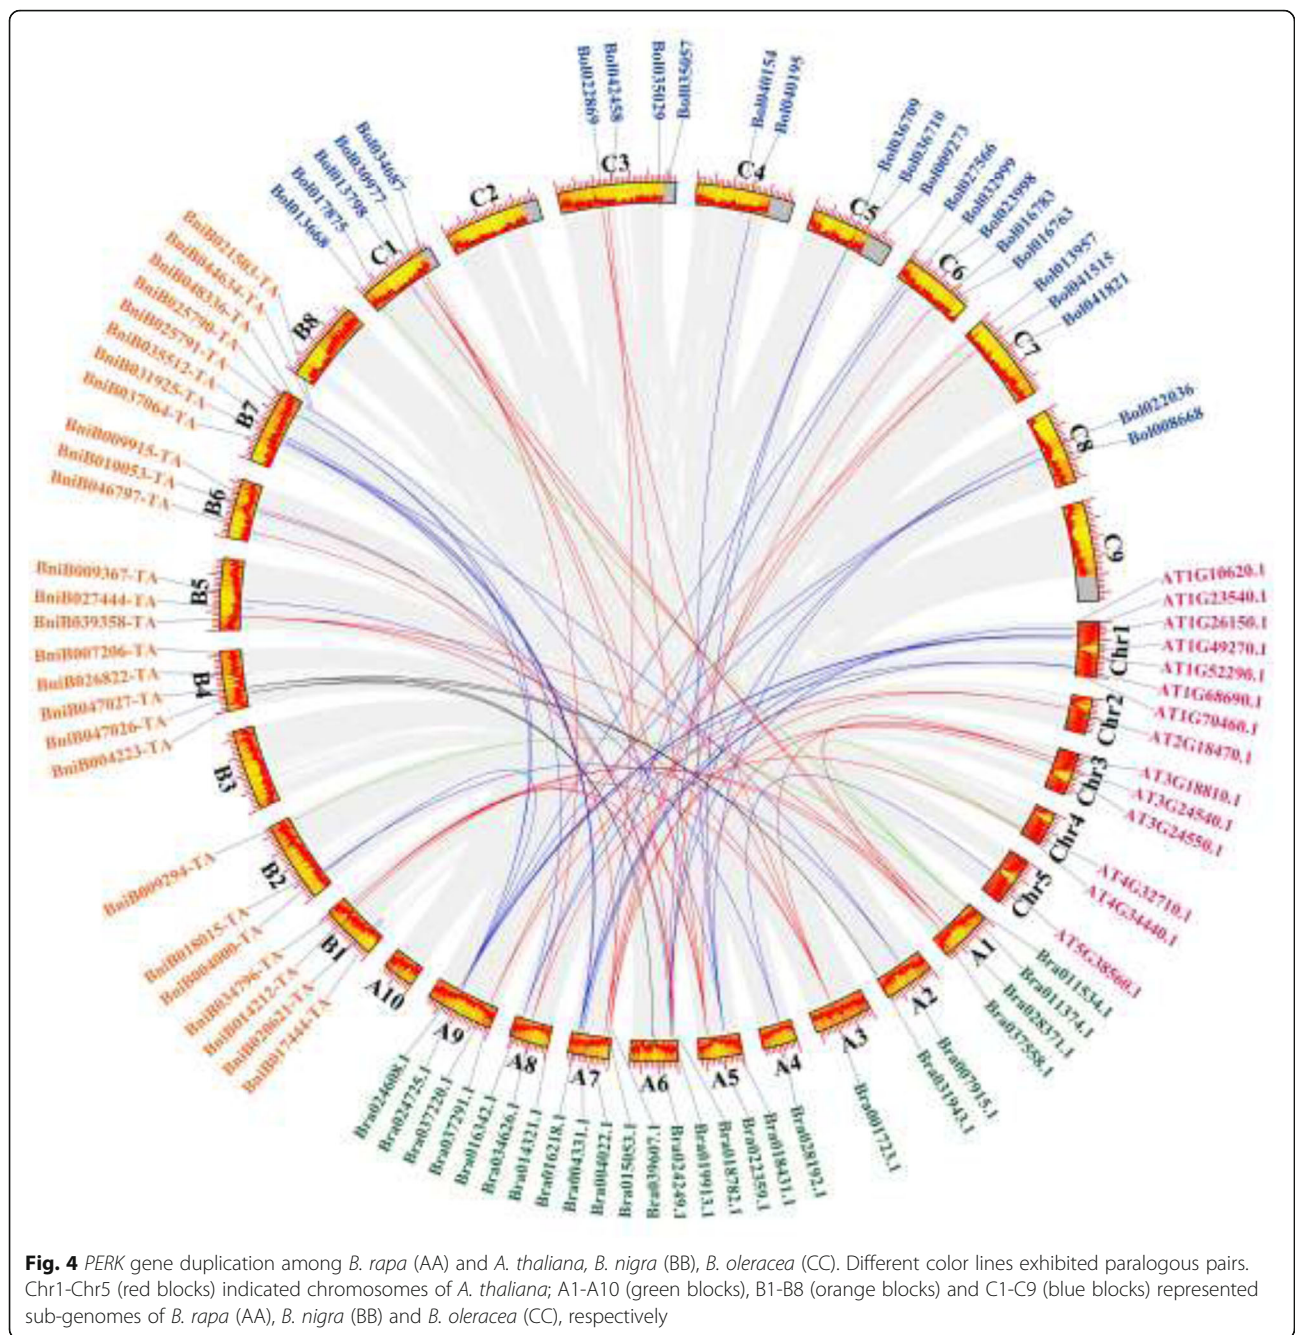 Bol022869
Bol042458
Bol035029
Bol035057
Bol040154
Bol040195
Bol036709
Bol036710
Bol009273
Bol027566
Bol032999
Bol023998
Bol016783
Bol016763
Bol013957
Bol041515
Bol041821
Bol022036
Bol008668
Bol034687
Bol030977
Bol013798
Bol017875
Bol013668
C1
C2
C3
C4
C5
C6
C7
C8
C9
BniB021503-TA
BniB044634-TA
BniB048336-TA
BniB025790-TA
BniB025791-TA
BniB035512-TA
BniB031925-TA
BniB037064-TA
BniB009915-TA
BniB019053-TA
BniB046797-TA
BniB009367-TA
BniB027444-TA
BniB039358-TA
BniB007206-TA
BniB026822-TA
BniB047027-TA
BniB047026-TA
BniB004223-TA
BniB009294-TA
BniB018015-TA
BniB004000-TA
BniB034796-TA
BniB014212-TA
BniB020621-TA
BniB017444-TA
B8
B7
B6
B5
B4
B3
B2
B1
AT1G10620.1
AT1G23540.1
AT1G26150.1
AT1G49270.1
AT1G52290.1
AT1G68690.1
AT1G70460.1
AT2G18470.1
AT3G18810.1
AT3G24540.1
AT3G24550.1
AT4G32710.1
AT4G34440.1
AT5G38560.1
Chr1
Chr2
Chr3
Chr4
Chr5
A1
A2
A3
A4
A5
A6
A7
A8
A9
A10
Bra011534.1
Bra011374.1
Bra028371.1
Bra037558.1
Bra007915.1
Bra031943.1
Bra001723.1
Bra028192.1
Bra018431.1
Bra022359.1
Bra018782.1
Bra019913.1
Bra024249.1
Bra039607.1
Bra015053.1
Bra004022.1
Bra004331.1
Bra016218.1
Bra014321.1
Bra034626.1
Bra016342.1
Bra037291.1
Bra037220.1
Bra024725.1
Bra024608.1
Fig. 4 PERK gene duplication among B. rapa (AA) and A. thaliana, B. nigra (BB), B. oleracea (CC). Different color lines exhibited paralogous pairs.
Chr1-Chr5 (red blocks) indicated chromosomes of A. thaliana; A1-A10 (green blocks), B1-B8 (orange blocks) and C1-C9 (blue blocks) represented
sub-genomes of B. rapa (AA), B. nigra (BB) and B. oleracea (CC), respectively